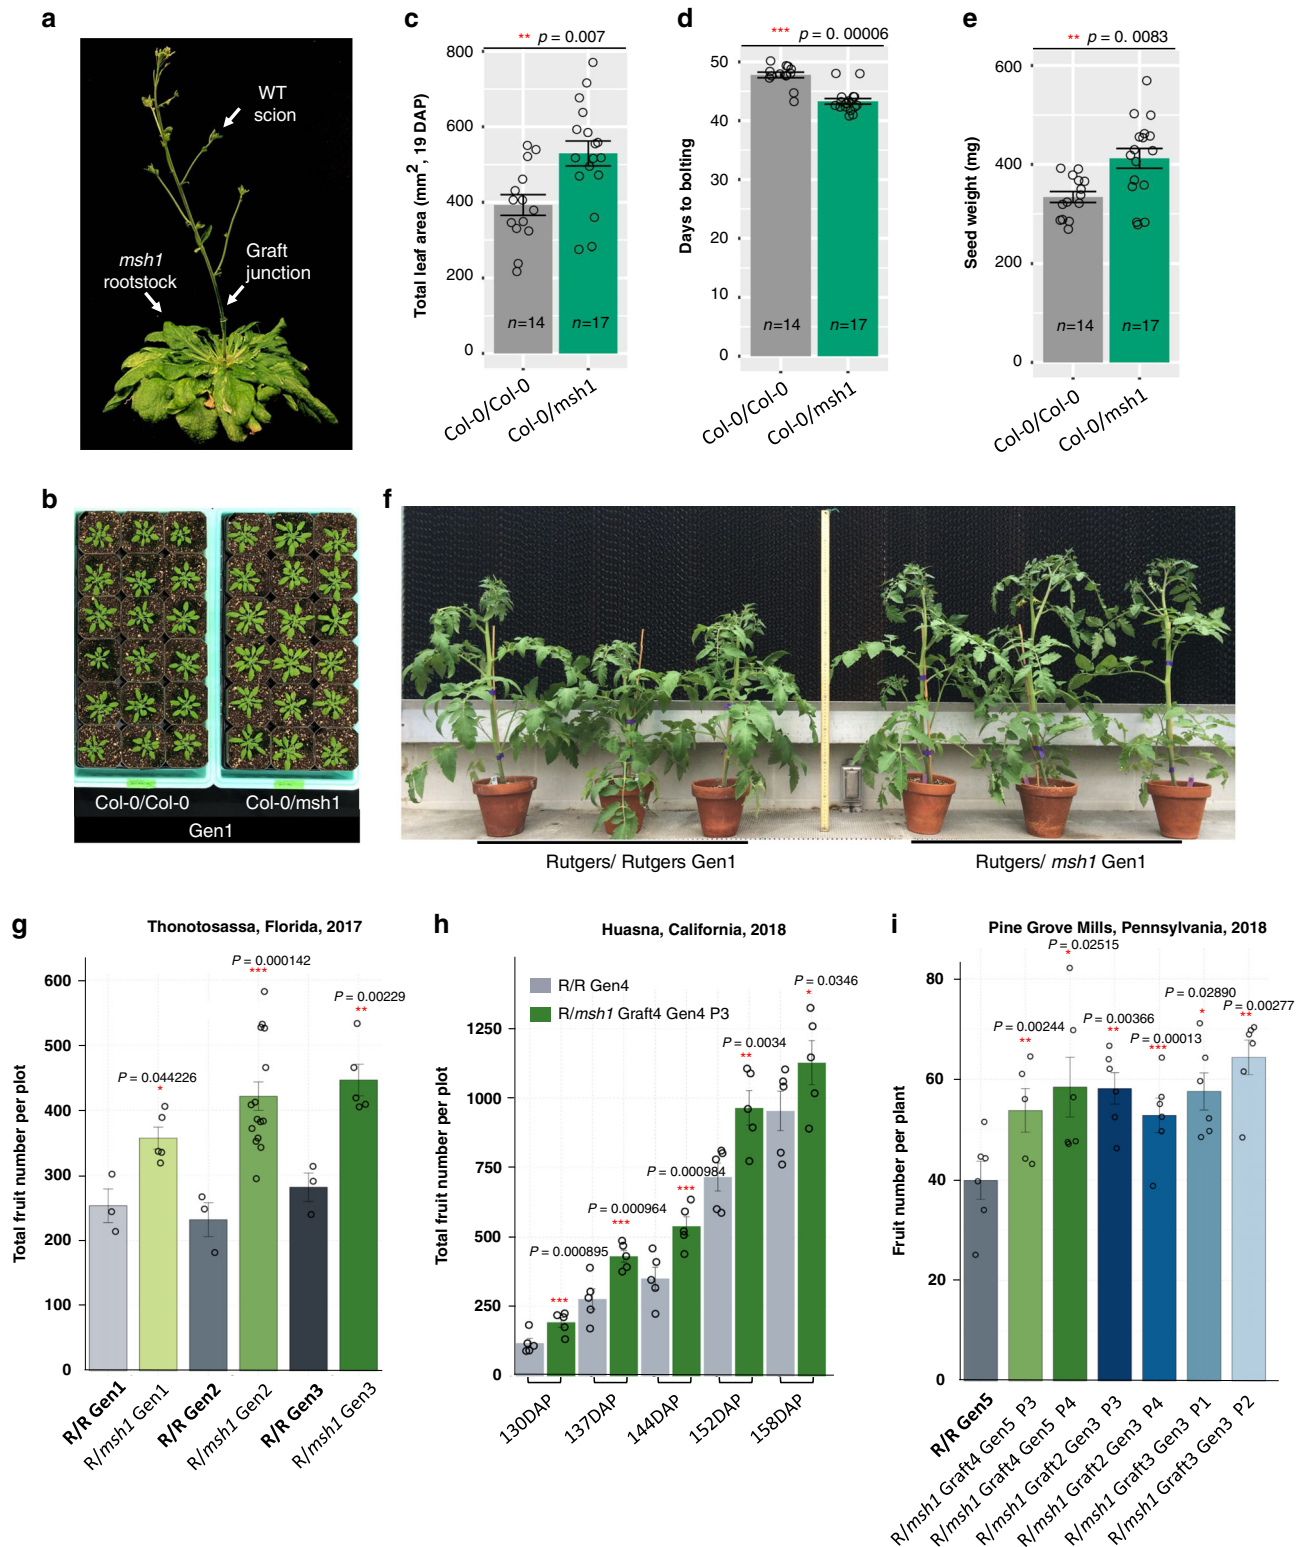 a
WT
scion
msh1
rootstock
Graft
junction
c
** p = 0.007
Total leaf area (mm2, 19 DAP)
800
600
400
200
0
n=14
n=17
Col-0/Col-0
Col-0/msh1
d
*** p = 0. 00006
Days to bolting
50
40
30
20
10
0
n=14
n=17
Col-0/Col-0
Col-0/msh1
e
** p = 0. 0083
Seed weight (mg)
600
400
200
0
n=14
n=17
Col-0/Col-0
Col-0/msh1
b
Col-0/Col-0
Col-0/msh1
Gen1
f
Rutgers/ Rutgers Gen1
Rutgers/ msh1 Gen1
g
Thonotosassa, Florida, 2017
Total fruit number per plot
600
500
400
300
200
100
0
P = 0.044226
*
P = 0.000142
***
P = 0.00229
**
R/R Gen1
R/msh1 Gen1
R/R Gen2
R/msh1 Gen2
R/R Gen3
R/msh1 Gen3
h
Huasna, California, 2018
R/R Gen4
R/msh1 Graft4 Gen4 P3
Total fruit number per plot
1250
1000
750
500
250
0
P = 0.000895
***
P = 0.000964
***
P = 0.000984
***
P = 0.0034
**
P = 0.0346
*
130DAP
137DAP
144DAP
152DAP
158DAP
i
Pine Grove Mills, Pennsylvania, 2018
Fruit number per plant
80
60
40
20
0
P = 0.00244
**
P = 0.02515
*
P = 0.00366
**
P = 0.00013
***
P = 0.02890
*
P = 0.00277
**
R/R Gen5
R/msh1 Graft4 Gen5 P3
R/msh1 Graft4 Gen5 P4
R/msh1 Graft2 Gen3 P3
R/msh1 Graft2 Gen3 P4
R/msh1 Graft3 Gen3 P1
R/msh1 Graft3 Gen3 P2